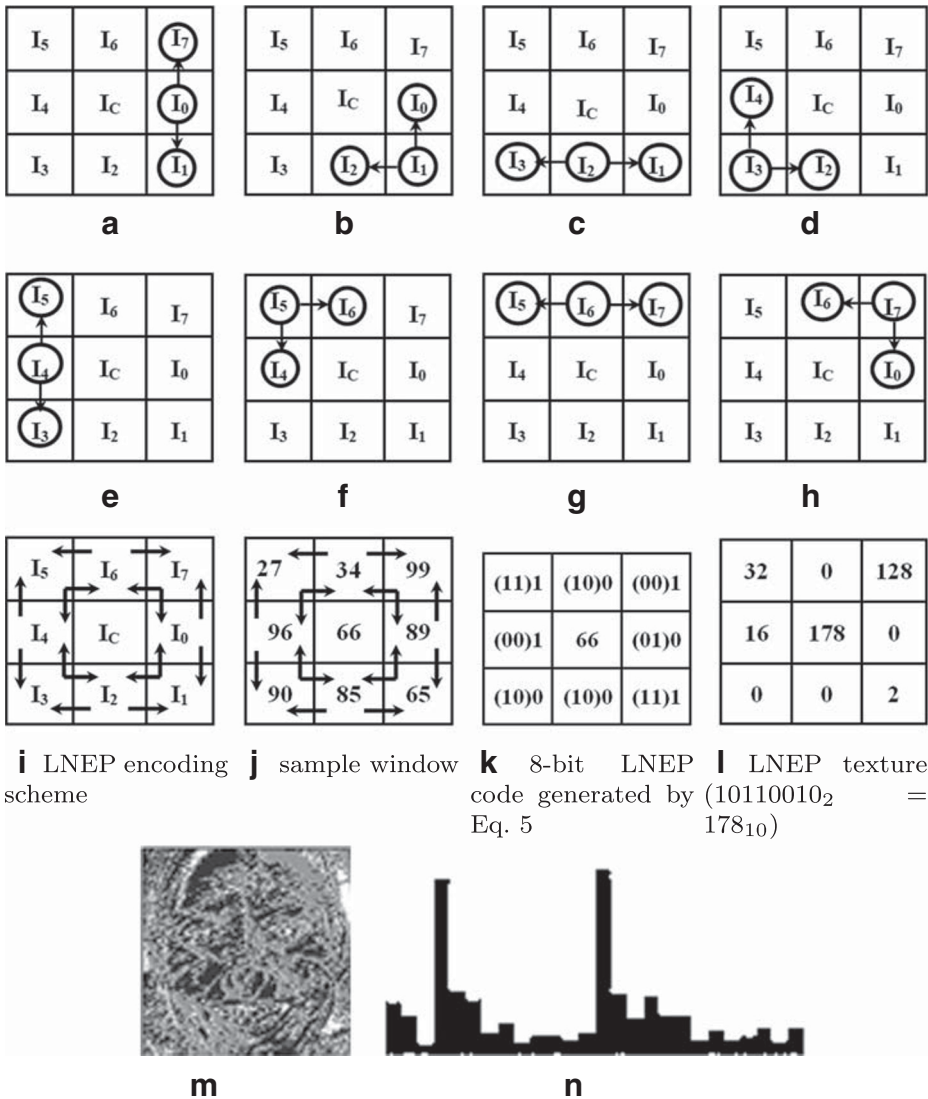 I5 I6 I7 I5 I6 I7 I5 I6 I7 I5 I6 I7
I4 IC I0 I4 IC I0 I4 IC I0 I4 IC I0
I3 I2 I1 I3 I2 I1 I3 I2 I1 I3 I2 I1
a b c d
I5 I6 I7 I5 I6 I7 I5 I6 I7 I5 I6 I7
I4 IC I0 I4 IC I0 I4 IC I0 I4 IC I0
I3 I2 I1 I3 I2 I1 I3 I2 I1 I3 I2 I1
e f g h
I5 I6 I7 27 34 99 (11)1 (10)0 (00)1 32 0 128
I4 IC I0 96 66 89 (00)1 66 (01)0 16 178 0
I3 I2 I1 90 85 65 (10)0 (10)0 (11)1 0 0 2
i LNEP encoding
scheme
j sample window
k 8-bit LNEP
code generated by
Eq. 5
l LNEP texture
(10110010₂ =
178₁₀)
m n